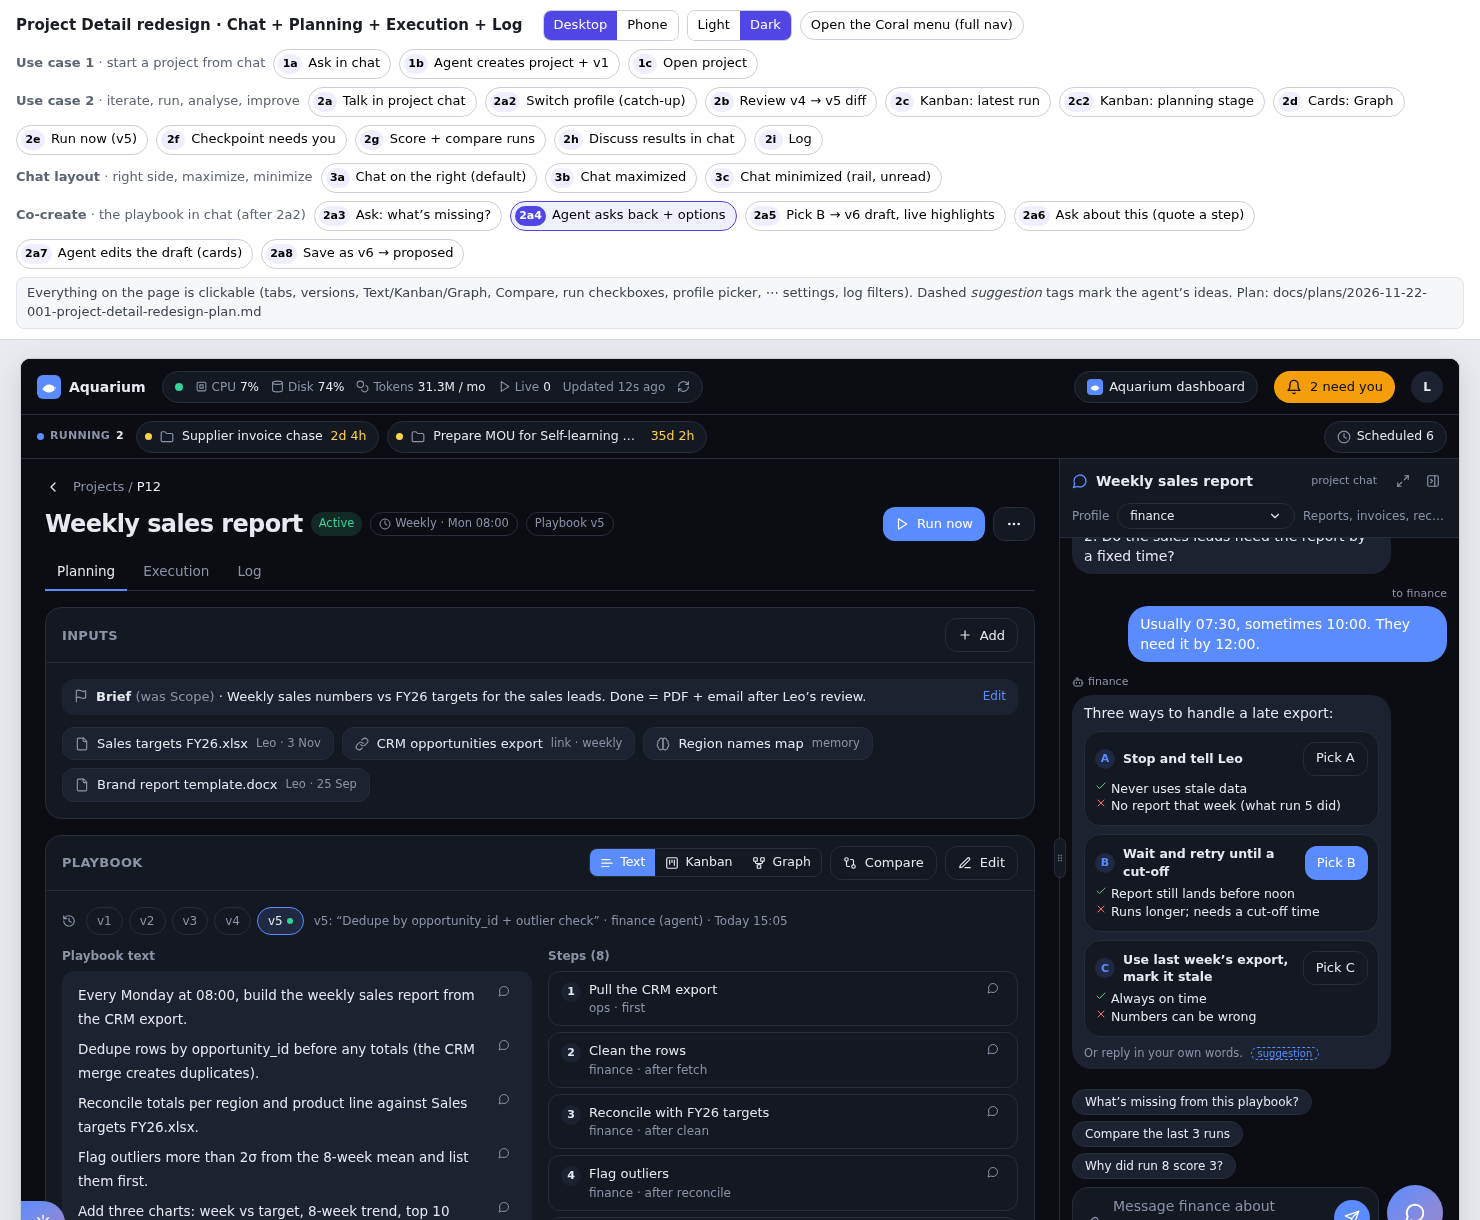 Project Detail redesign · Chat + Planning + Execution + Log
Desktop Phone Light Dark Open the Coral menu (full nav)
Use case 1 · start a project from chat 1a Ask in chat 1b Agent creates project + v1 1c Open project
Use case 2 · iterate, run, analyse, improve 2a Talk in project chat 2a2 Switch profile (catch-up) 2b Review v4 → v5 diff 2c Kanban: latest run 2c2 Kanban: planning stage 2d Cards: Graph
2e Run now (v5) 2f Checkpoint needs you 2g Score + compare runs 2h Discuss results in chat 2i Log
Chat layout · right side, maximize, minimize 3a Chat on the right (default) 3b Chat maximized 3c Chat minimized (rail, unread)
Co-create · the playbook in chat (after 2a2) 2a3 Ask: what’s missing? 2a4 Agent asks back + options 2a5 Pick B → v6 draft, live highlights 2a6 Ask about this (quote a step)
2a7 Agent edits the draft (cards) 2a8 Save as v6 → proposed
Everything on the page is clickable (tabs, versions, Text/Kanban/Graph, Compare, run checkboxes, profile picker, ··· settings, log filters). Dashed suggestion tags mark the agent’s ideas. Plan: docs/plans/2026-11-22-
001-project-detail-redesign-plan.md
Aquarium CPU 7% Disk 74% Tokens 31.3M / mo Live 0 Updated 12s ago Aquarium dashboard 2 need you L
RUNNING 2 Supplier invoice chase 2d 4h Prepare MOU for Self-learning … 35d 2h Scheduled 6
Projects / P12
Weekly sales report Active Weekly · Mon 08:00 Playbook v5 Run now
Planning Execution Log
INPUTS Add
Brief (was Scope) · Weekly sales numbers vs FY26 targets for the sales leads. Done = PDF + email after Leo’s review. Edit
Sales targets FY26.xlsx Leo · 3 Nov CRM opportunities export link · weekly Region names map memory
Brand report template.docx Leo · 25 Sep
PLAYBOOK Text Kanban Graph Compare Edit
v1 v2 v3 v4 v5 v5: “Dedupe by opportunity_id + outlier check” · finance (agent) · Today 15:05
Playbook text
Every Monday at 08:00, build the weekly sales report from
the CRM export.
Dedupe rows by opportunity_id before any totals (the CRM
merge creates duplicates).
Reconcile totals per region and product line against Sales
targets FY26.xlsx.
Flag outliers more than 2σ from the 8-week mean and list
them first.
Add three charts: week vs target, 8-week trend, top 10
Steps (8)
1 Pull the CRM export
ops · first
2 Clean the rows
finance · after fetch
3 Reconcile with FY26 targets
finance · after clean
4 Flag outliers
finance · after reconcile
Weekly sales report project chat
Profile finance Reports, invoices, rec…
2. Do the sales leads need the report by
a fixed time?
to finance
Usually 07:30, sometimes 10:00. They
need it by 12:00.
finance
Three ways to handle a late export:
A Stop and tell Leo Pick A
Never uses stale data
No report that week (what run 5 did)
B Wait and retry until a
cut-off Pick B
Report still lands before noon
Runs longer; needs a cut-off time
C Use last week’s export,
mark it stale Pick C
Always on time
Numbers can be wrong
Or reply in your own words. suggestion
What’s missing from this playbook?
Compare the last 3 runs
Why did run 8 score 3?
Message finance about